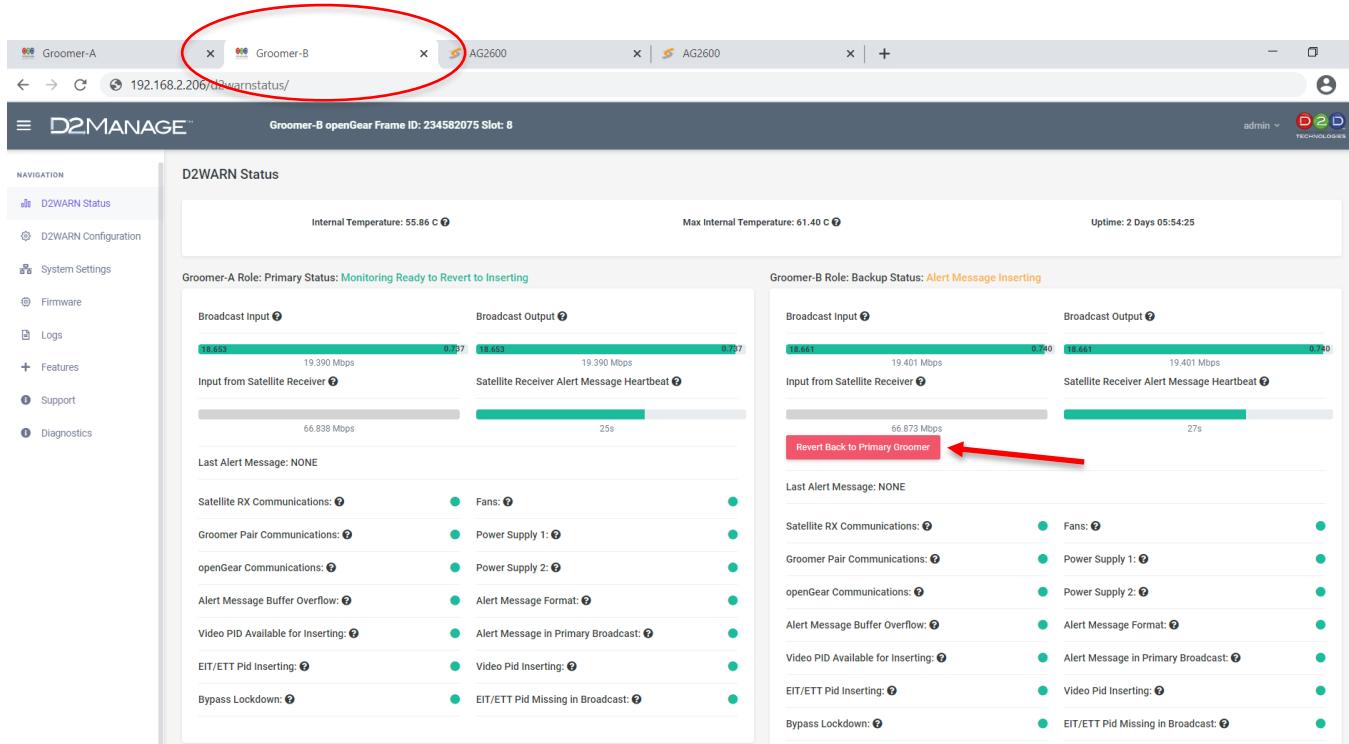 Groomer-A
Groomer-B
AG2600
AG2600
192.168.2.206/d2warnstatus/
D2MANAGE™
Groomer-B openGear Frame ID: 234582075 Slot: 8
admin
D2D
TECHNOLOGIES
NAVIGATION
D2WARN Status
D2WARN Configuration
System Settings
Firmware
Logs
Features
Support
Diagnostics
D2WARN Status
Internal Temperature: 55.86 C
Max Internal Temperature: 61.40 C
Uptime: 2 Days 05:54:25
Groomer-A Role: Primary Status: Monitoring Ready to Revert to Inserting
Broadcast Input
Broadcast Output
18.653 0.737
18.653 0.737
19.390 Mbps
19.390 Mbps
Input from Satellite Receiver
Satellite Receiver Alert Message Heartbeat
66.838 Mbps
25s
Last Alert Message: NONE
Satellite RX Communications:
Fans:
Groomer Pair Communications:
Power Supply 1:
openGear Communications:
Power Supply 2:
Alert Message Buffer Overflow:
Alert Message Format:
Video PID Available for Inserting:
Alert Message in Primary Broadcast:
EIT/ETT Pid Inserting:
Video Pid Inserting:
Bypass Lockdown:
EIT/ETT Pid Missing in Broadcast:
Groomer-B Role: Backup Status: Alert Message Inserting
Broadcast Input
Broadcast Output
18.661 0.740
18.661 0.740
19.401 Mbps
19.401 Mbps
Input from Satellite Receiver
Satellite Receiver Alert Message Heartbeat
66.873 Mbps
27s
Revert Back to Primary Groomer
Last Alert Message: NONE
Satellite RX Communications:
Fans:
Groomer Pair Communications:
Power Supply 1:
openGear Communications:
Power Supply 2:
Alert Message Buffer Overflow:
Alert Message Format:
Video PID Available for Inserting:
Alert Message in Primary Broadcast:
EIT/ETT Pid Inserting:
Video Pid Inserting:
Bypass Lockdown:
EIT/ETT Pid Missing in Broadcast: